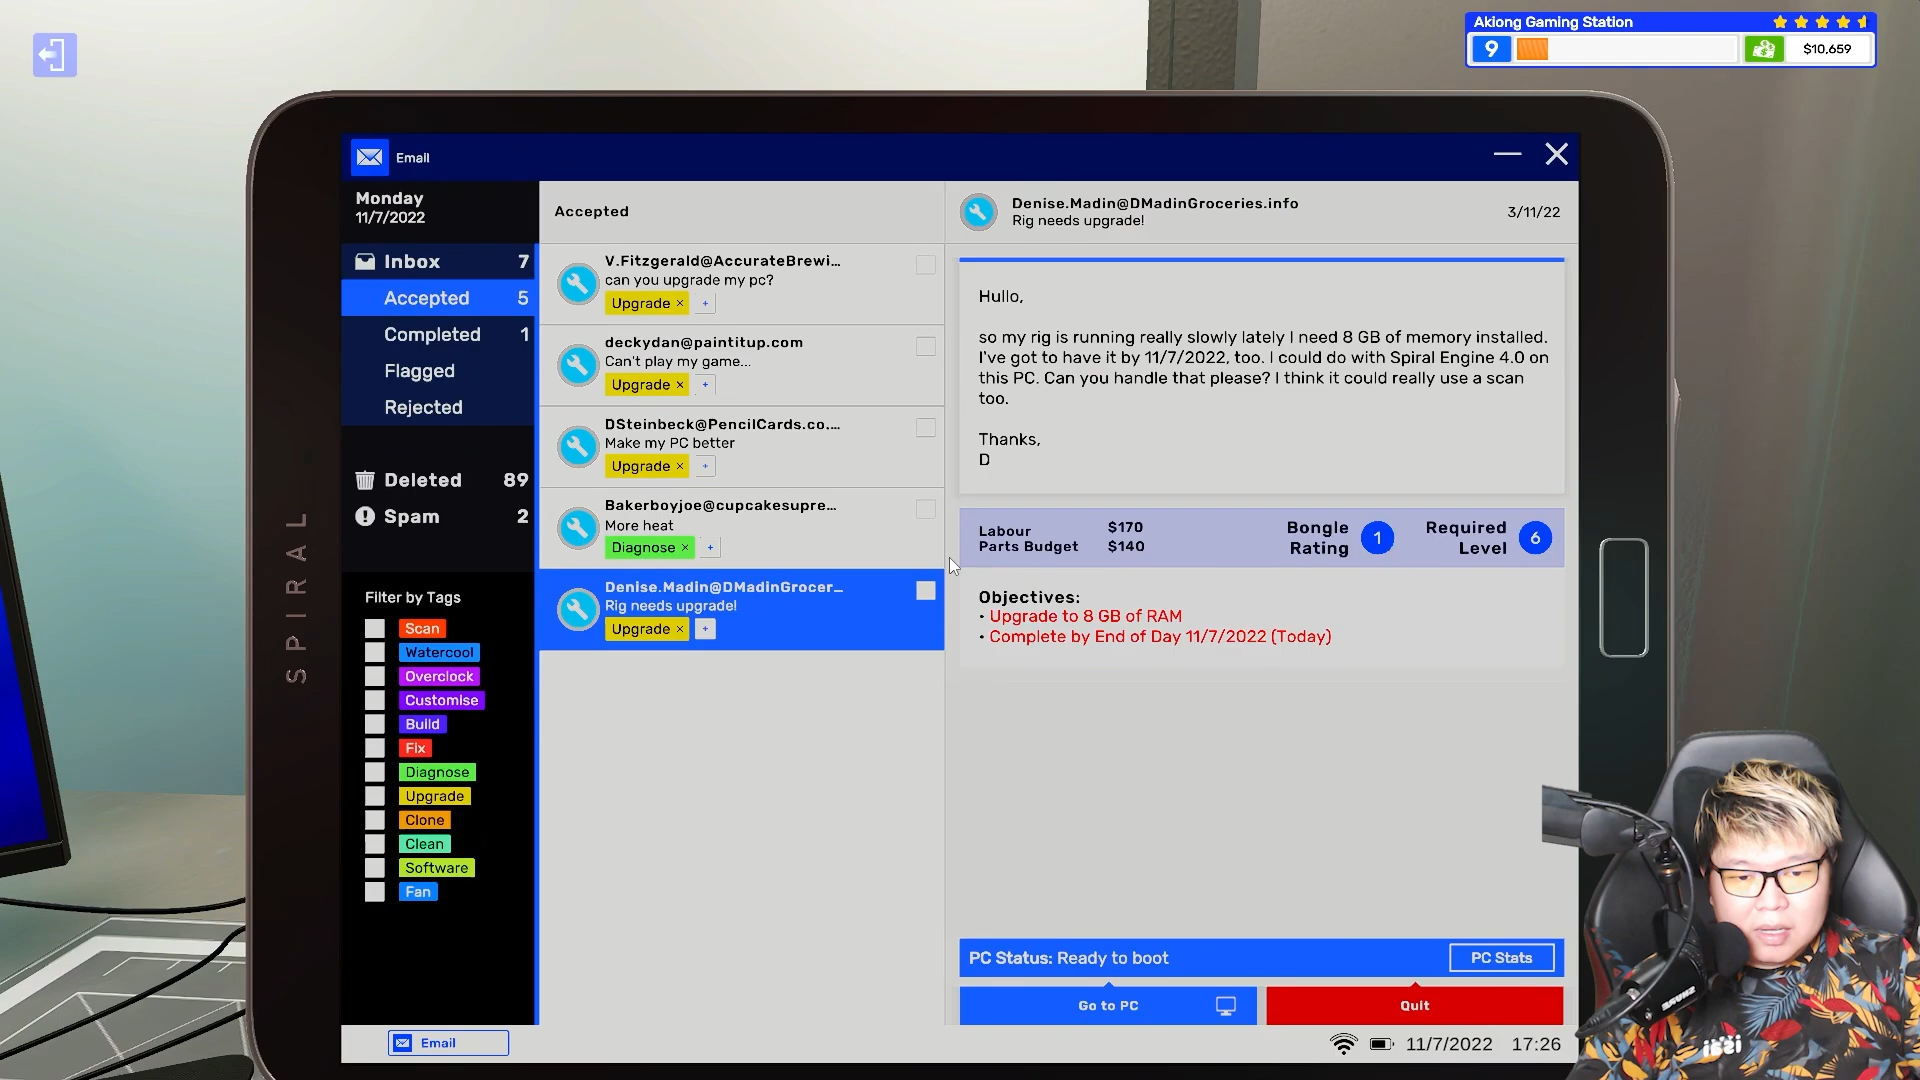 Akiong Gaming Station
9
$10,659
Email
Monday
11/7/2022
Inbox 7
Accepted 5
Completed 1
Flagged
Rejected
Deleted 89
Spam 2
Filter by Tags
Scan
Watercool
Overclock
Customise
Build
Fix
Diagnose
Upgrade
Clone
Clean
Software
Fan
Accepted
V.Fitzgerald@AccurateBrewi...
can you upgrade my pc?
Upgrade × +
deckydan@paintitup.com
Can't play my game...
Upgrade × +
DSteinbeck@PencilCards.co....
Make my PC better
Upgrade × +
Bakerboyjoe@cupcakesupre...
More heat
Diagnose × +
Denise.Madin@DMadinGrocer_
Rig needs upgrade!
Upgrade × +
Denise.Madin@DMadinGroceries.info
Rig needs upgrade!
3/11/22
Hullo,
so my rig is running really slowly lately I need 8 GB of memory installed.
I've got to have it by 11/7/2022, too. I could do with Spiral Engine 4.0 on
this PC. Can you handle that please? I think it could really use a scan
too.
Thanks,
D
Labour $170
Parts Budget $140
Bongle Rating 1
Required Level 6
Objectives:
• Upgrade to 8 GB of RAM
• Complete by End of Day 11/7/2022 (Today)
PC Status: Ready to boot
PC Stats
Go to PC
Quit
Email
11/7/2022 17:26
SPIRAL